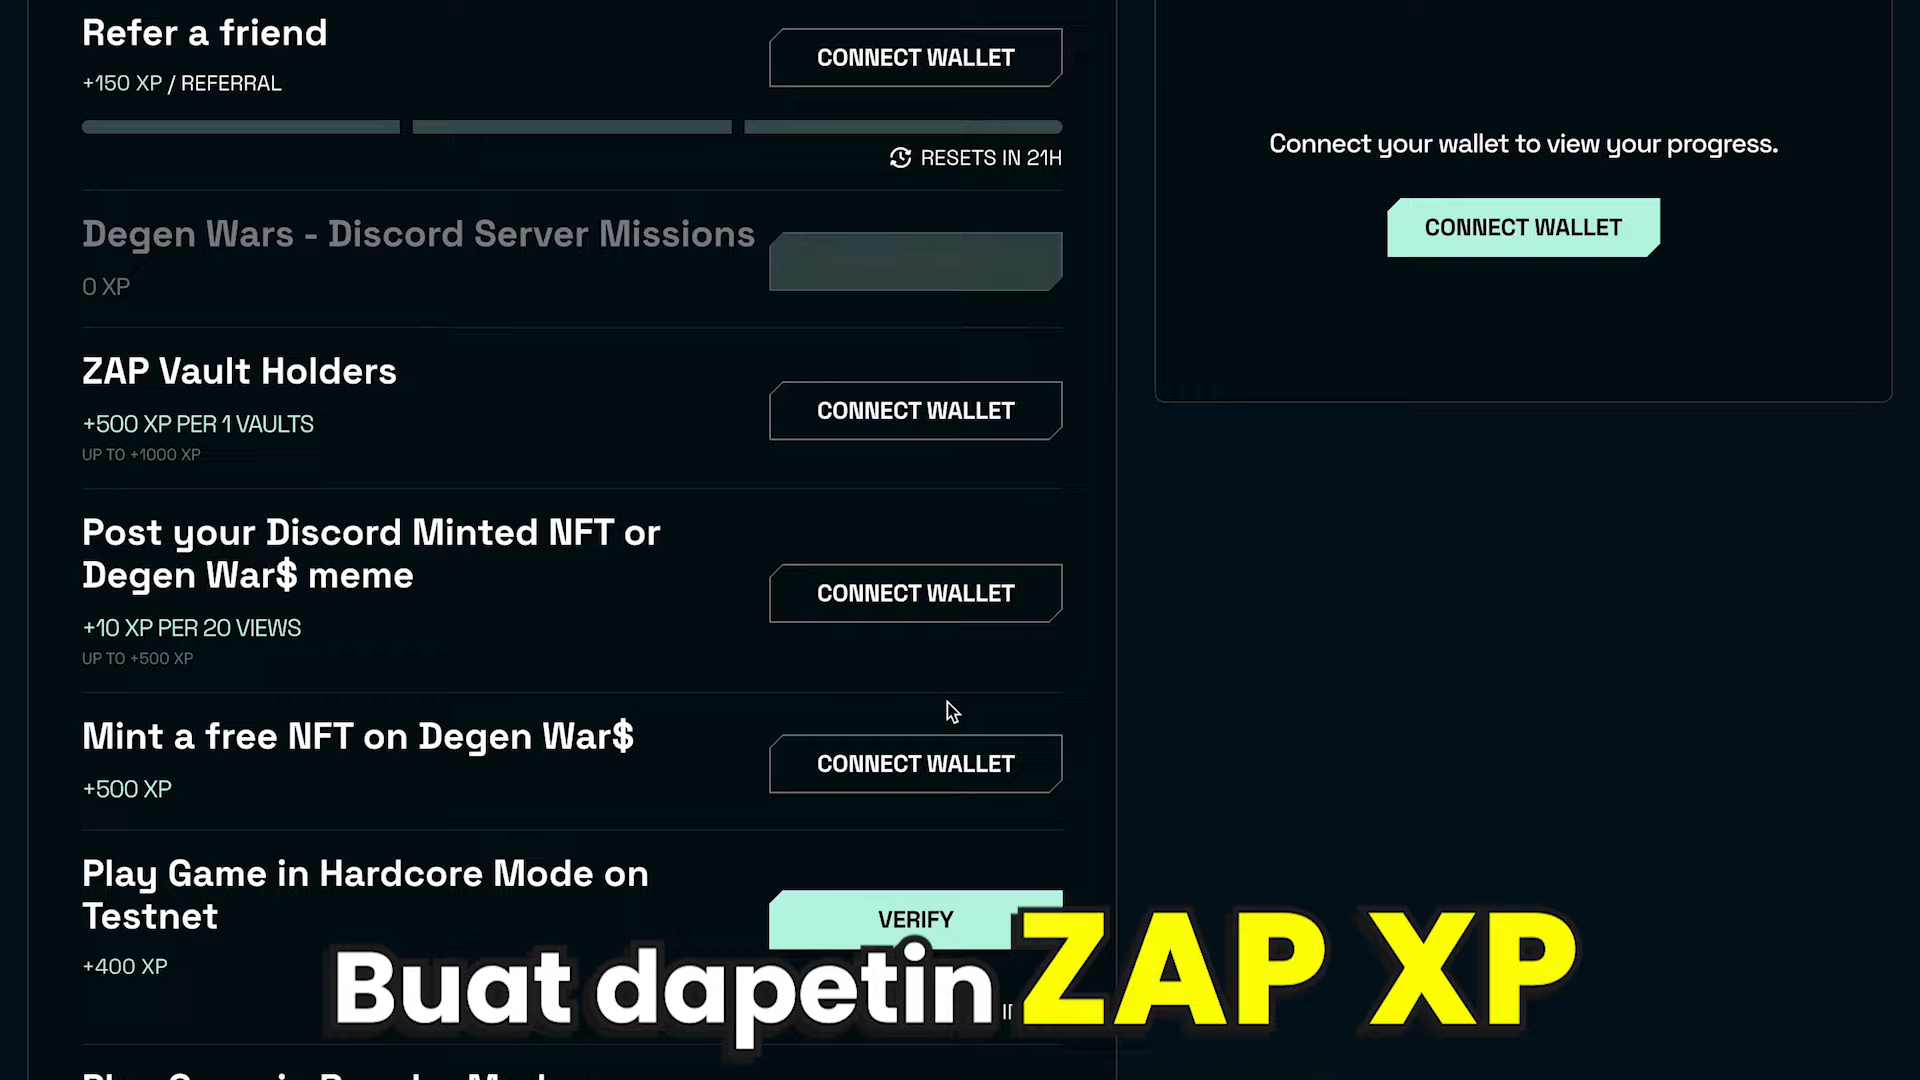 Refer a friend
CONNECT WALLET
+150 XP / REFERRAL
RESETS IN 21H
Connect your wallet to view your progress.
CONNECT WALLET
Degen Wars - Discord Server Missions
0 XP
ZAP Vault Holders
CONNECT WALLET
+500 XP PER 1 VAULTS
UP TO +1000 XP
Post your Discord Minted NFT or
Degen War$ meme
CONNECT WALLET
+10 XP PER 20 VIEWS
UP TO +500 XP
Mint a free NFT on Degen War$
CONNECT WALLET
+500 XP
Play Game in Hardcore Mode on
Testnet
VERIFY
+400 XP
Buat dapetin ZAP XP